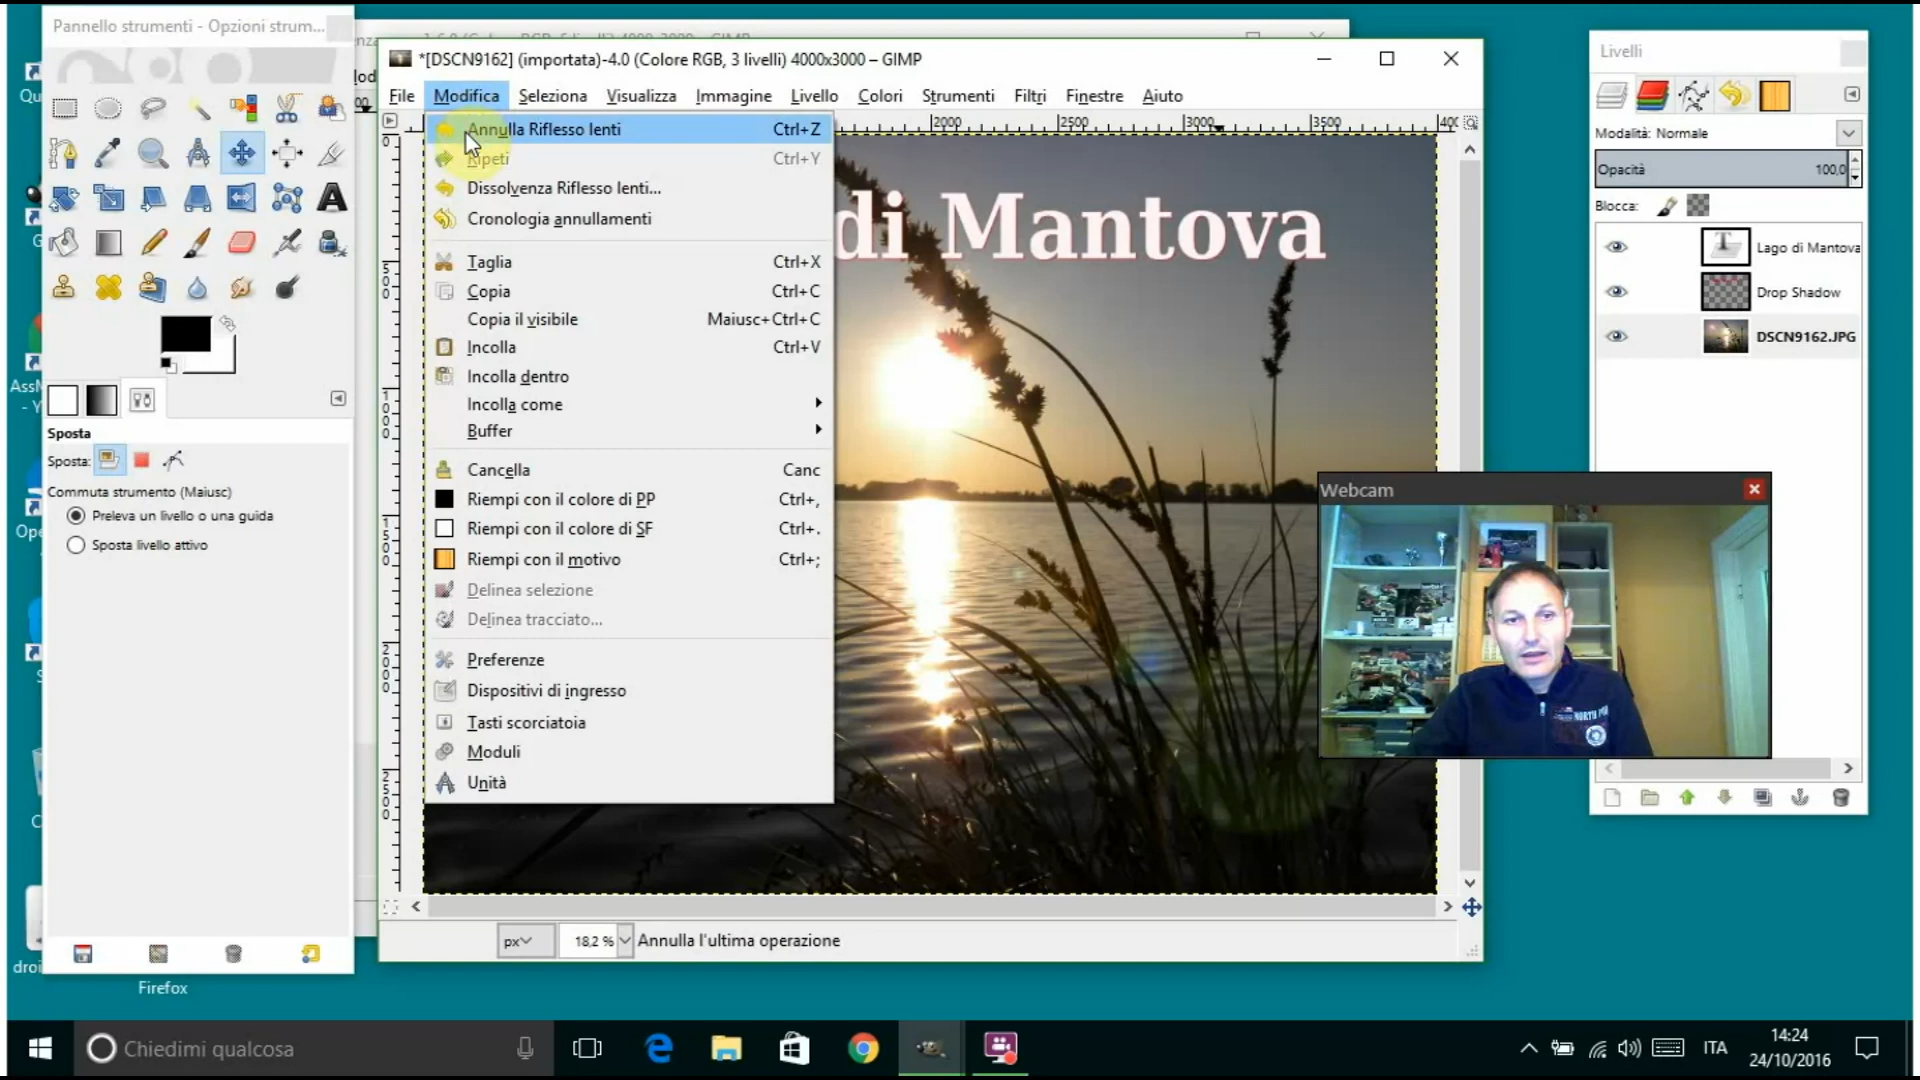 Pannello strumenti - Opzioni strum...
*[DSCN9162] (importata)-4.0 (Colore RGB, 3 livelli) 4000x3000 – GIMP
File Modifica Seleziona Visualizza Immagine Livello Colori Strumenti Filtri Finestre Aiuto
Annulla Riflesso lenti Ctrl+Z
Ripeti Ctrl+Y
Dissolvenza Riflesso lenti...
Cronologia annullamenti
Taglia Ctrl+X
Copia Ctrl+C
Copia il visibile Maiusc+Ctrl+C
Incolla Ctrl+V
Incolla dentro
Incolla come
Buffer
Cancella Canc
Riempi con il colore di PP Ctrl+,
Riempi con il colore di SF Ctrl+.
Riempi con il motivo Ctrl+;
Delinea selezione
Delinea tracciato...
Preferenze
Dispositivi di ingresso
Tasti scorciatoia
Moduli
Unità
2000 2500 3000 3500
di Mantova
Sposta
Sposta:
Commuta strumento (Maiusc)
Preleva un livello o una guida
Sposta livello attivo
px 18,2 % Annulla l'ultima operazione
Livelli
Modalità: Normale
Opacità 100,0
Blocca:
Lago di Mantova
Drop Shadow
DSCN9162.JPG
Webcam
Firefox
Chiedimi qualcosa
ITA
14:24
24/10/2016